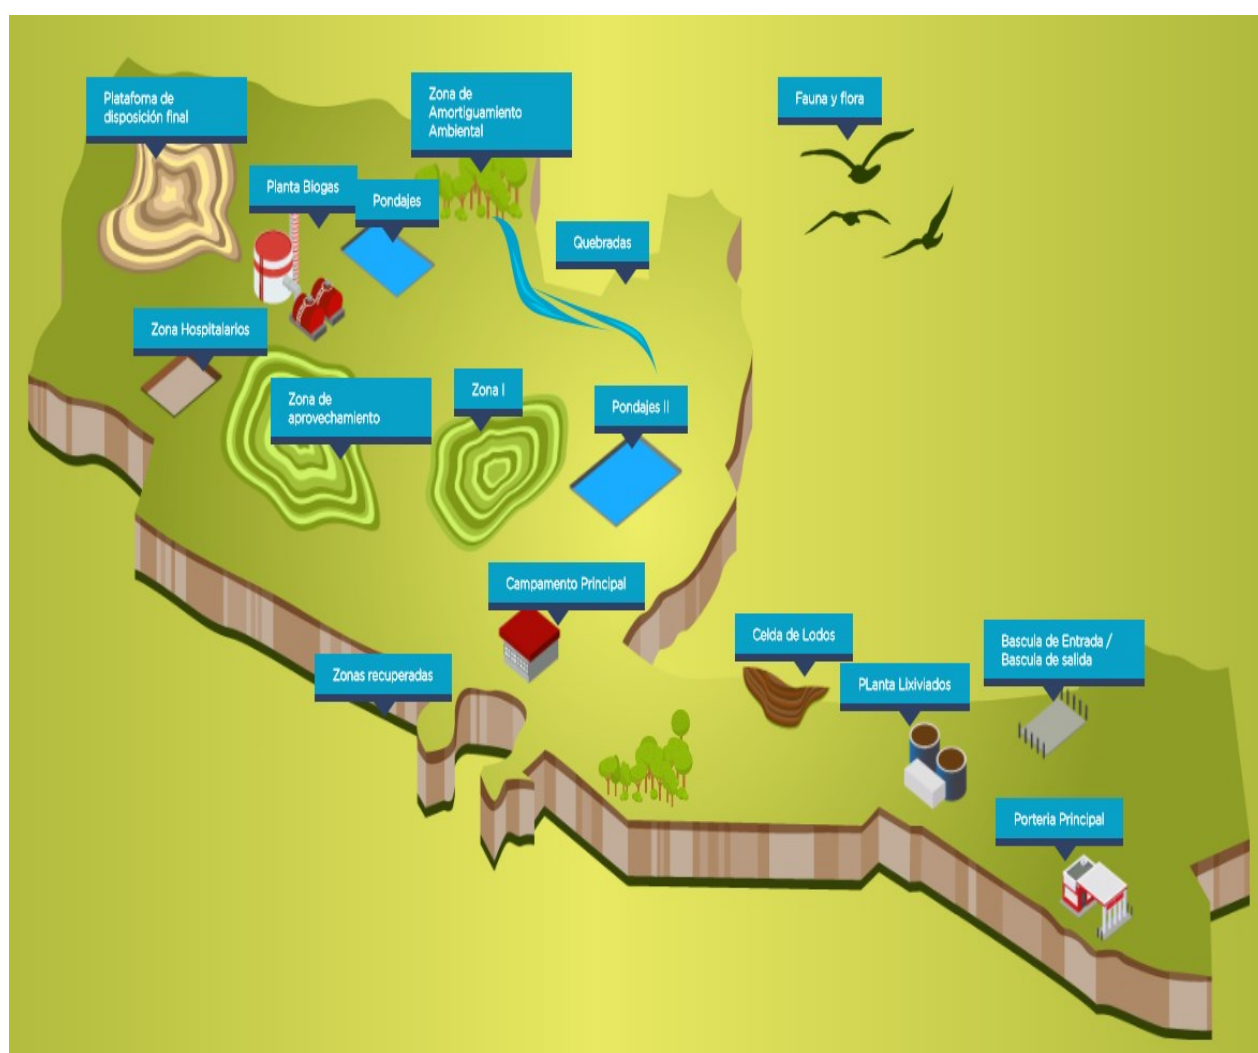 Platafoma de
disposición final
Zona de
Amortiguamiento
Ambiental
Fauna y flora
Planta Biogas
Pondajes
Quebradas
Zona Hospitalarios
Zona de
aprovechamiento
Zona I
Pondajes II
Campamento Principal
Zonas recuperadas
Celda de Lodos
PLanta Lixiviados
Bascula de Entrada /
Bascula de salida
Porteria Principal